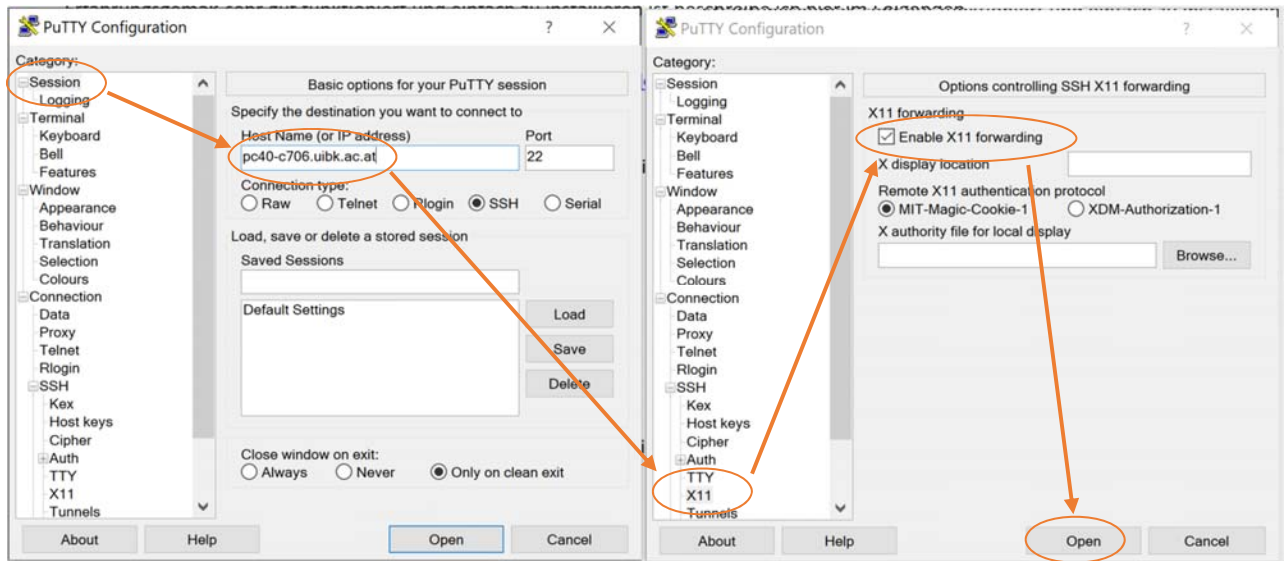 PuTTY Configuration
?
Category:
Session
Logging
Terminal
Keyboard
Bell
Features
Window
Appearance
Behaviour
Translation
Selection
Colours
Connection
Data
Proxy
Telnet
Rlogin
SSH
Kex
Host keys
Cipher
Auth
TTY
X11
Tunnels
Basic options for your PuTTY session
Specify the destination you want to connect to
Host Name (or IP address) Port
pc40-c706.uibk.ac.at 22
Connection type:
Raw Telnet Rlogin SSH Serial
Load, save or delete a stored session
Saved Sessions
Default Settings
Load
Save
Delete
Close window on exit:
Always Never Only on clean exit
About Help Open Cancel
PuTTY Configuration
?
Category:
Session
Logging
Terminal
Keyboard
Bell
Features
Window
Appearance
Behaviour
Translation
Selection
Colours
Connection
Data
Proxy
Telnet
Rlogin
SSH
Kex
Host keys
Cipher
Auth
TTY
X11
Tunnels
Options controlling SSH X11 forwarding
X11 forwarding
Enable X11 forwarding
X display location
Remote X11 authentication protocol
MIT-Magic-Cookie-1 XDM-Authorization-1
X authority file for local display
Browse...
About Help Open Cancel